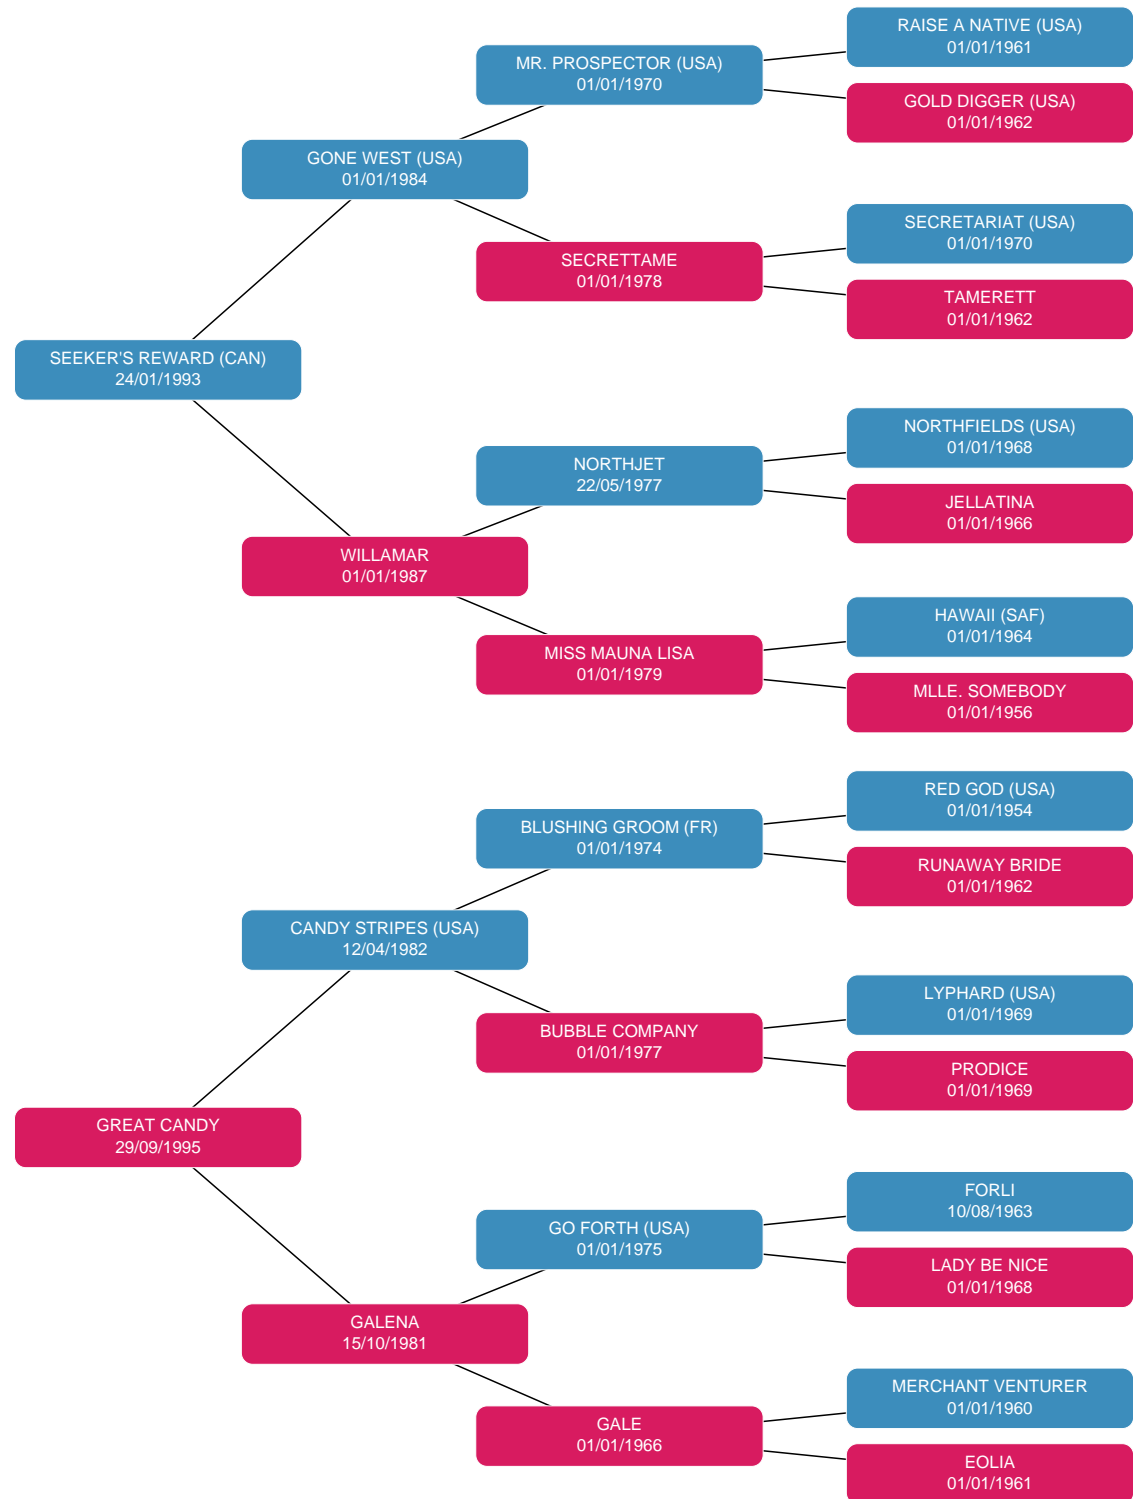 RAISE A NATIVE (USA)
01/01/1961
MR. PROSPECTOR (USA)
01/01/1970
GOLD DIGGER (USA)
01/01/1962
GONE WEST (USA)
01/01/1984
SECRETARIAT (USA)
01/01/1970
SECRETTAME
01/01/1978
TAMERETT
01/01/1962
SEEKER'S REWARD (CAN)
24/01/1993
NORTHFIELDS (USA)
01/01/1968
NORTHJET
22/05/1977
JELLATINA
01/01/1966
WILLAMAR
01/01/1987
HAWAII (SAF)
01/01/1964
MISS MAUNA LISA
01/01/1979
MLLE. SOMEBODY
01/01/1956
RED GOD (USA)
01/01/1954
BLUSHING GROOM (FR)
01/01/1974
RUNAWAY BRIDE
01/01/1962
CANDY STRIPES (USA)
12/04/1982
LYPHARD (USA)
01/01/1969
BUBBLE COMPANY
01/01/1977
PRODICE
01/01/1969
GREAT CANDY
29/09/1995
FORLI
10/08/1963
GO FORTH (USA)
01/01/1975
LADY BE NICE
01/01/1968
GALENA
15/10/1981
MERCHANT VENTURER
01/01/1960
GALE
01/01/1966
EOLIA
01/01/1961